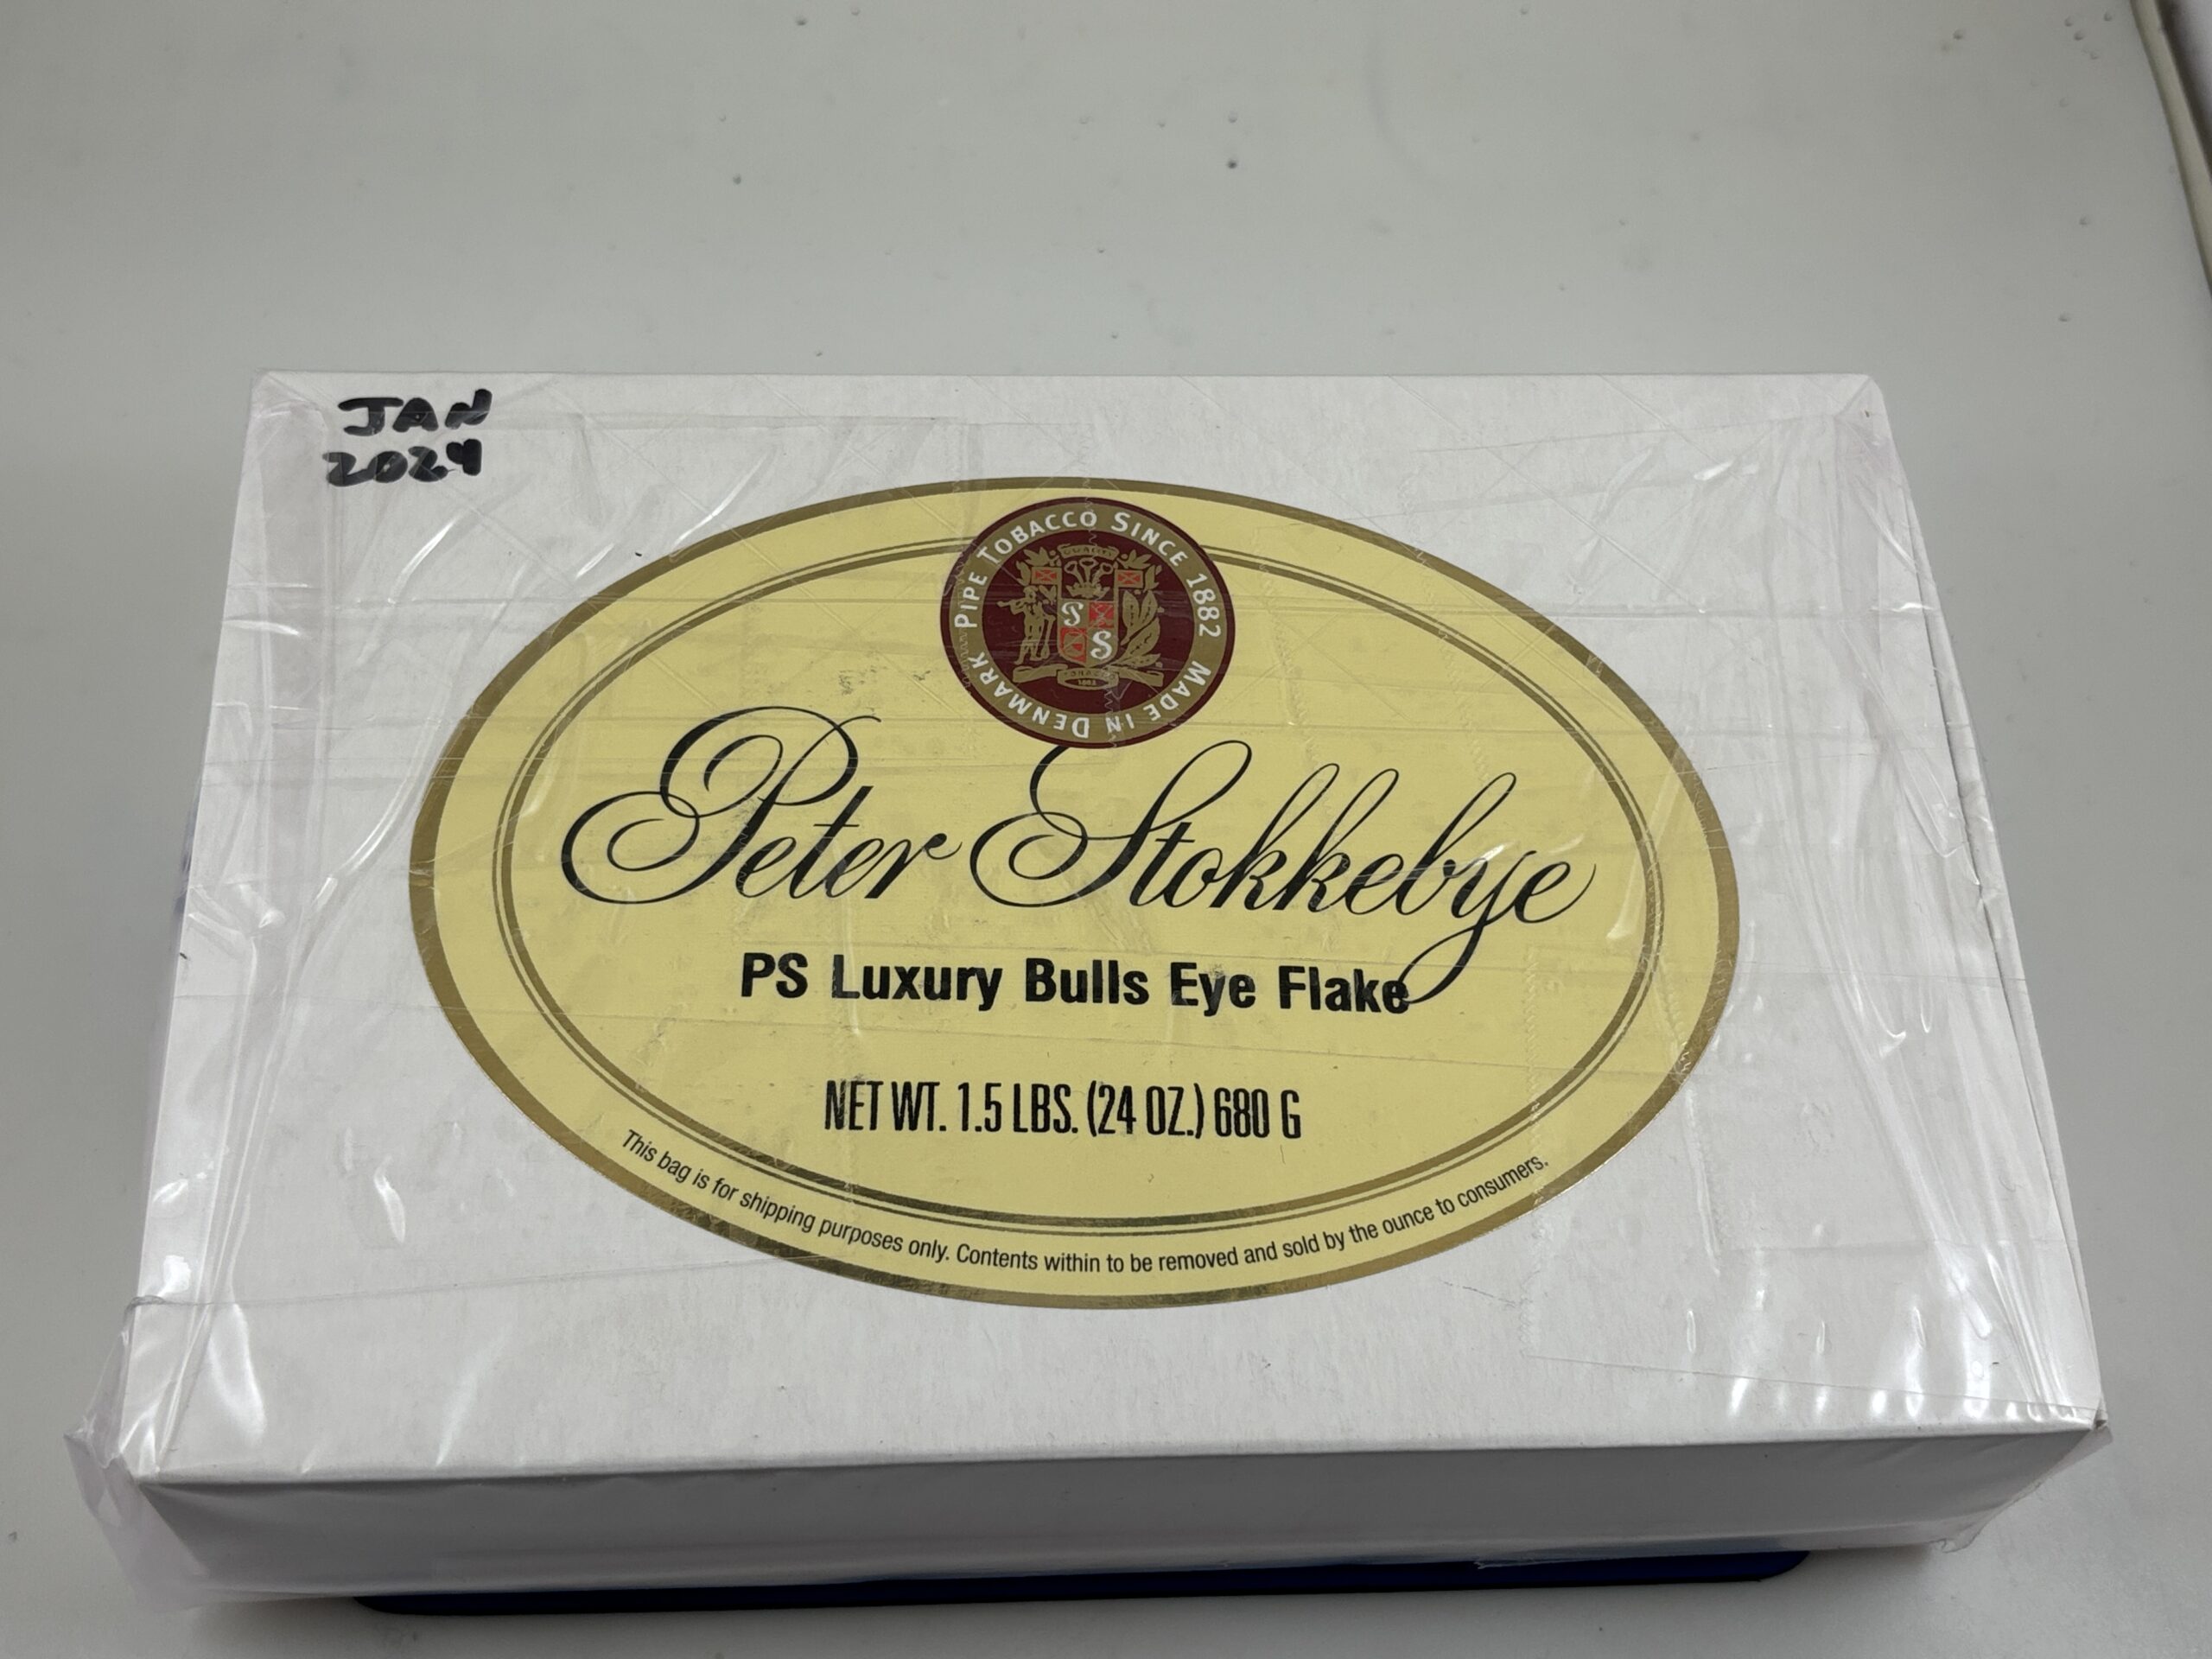 JAN
2024
PIPE TOBACCO SINCE 1882 MADE IN DENMARK
P
S
Peter Stokkebye
PS Luxury Bulls Eye Flake
NET WT. 1.5 LBS. (24 OZ.) 680 G
This bag is for shipping purposes only. Contents within to be removed and sold by the ounce to consumers.